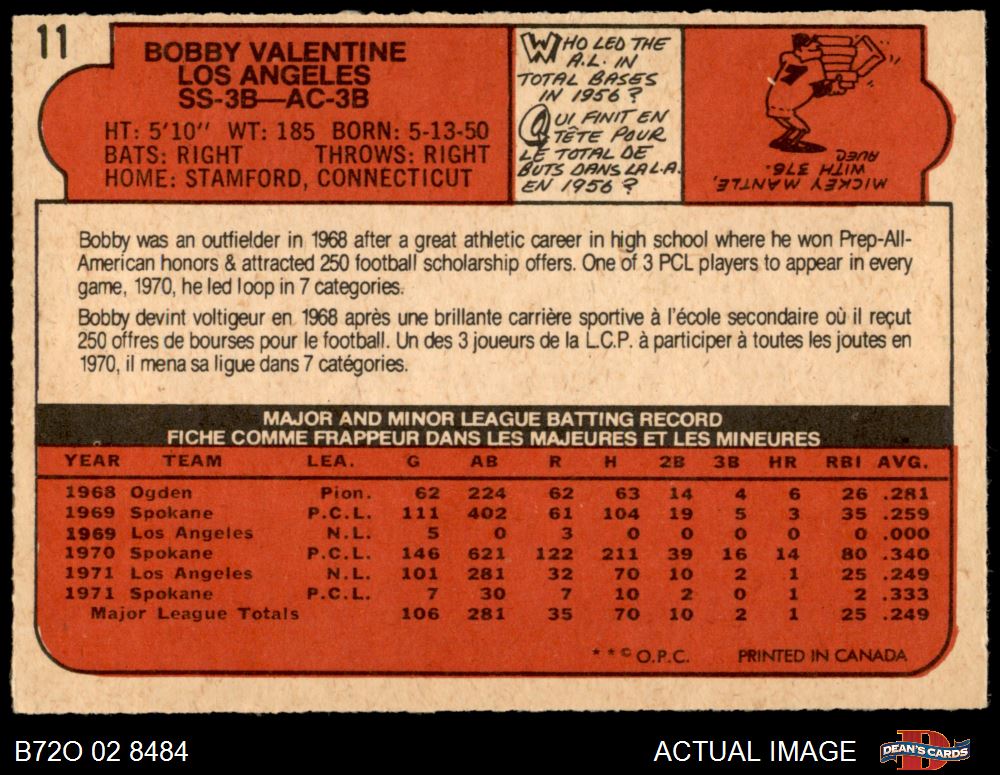 11
BOBBY VALENTINE
LOS ANGELES
SS-3B—AC-3B
HT: 5'10" WT: 185 BORN: 5-13-50
BATS: RIGHT THROWS: RIGHT
HOME: STAMFORD, CONNECTICUT
WHO LED THE
A.L. IN
TOTAL BASES
IN 1956?
QUI FINIT EN
TÊTE POUR
LE TOTAL DE
BUTS DANS LA L.A.
EN 1956?
MICKEY MANTLE,
WITH 376.
AVEC
7
Bobby was an outfielder in 1968 after a great athletic career in high school where he won Prep-All-
American honors & attracted 250 football scholarship offers. One of 3 PCL players to appear in every
game, 1970, he led loop in 7 categories.
Bobby devint voltigeur en 1968 après une brillante carrière sportive à l'école secondaire où il reçut
250 offres de bourses pour le football. Un des 3 joueurs de la L.C.P. à participer à toutes les joutes en
1970, il mena sa ligue dans 7 catégories.
MAJOR AND MINOR LEAGUE BATTING RECORD
FICHE COMME FRAPPEUR DANS LES MAJEURES ET LES MINEURES
YEAR TEAM LEA. G AB R H 2B 3B HR RBI AVG.
1968 Ogden Pion. 62 224 62 63 14 4 6 26 .281
1969 Spokane P.C.L. 111 402 61 104 19 5 3 35 .259
1969 Los Angeles N.L. 5 0 3 0 0 0 0 0 .000
1970 Spokane P.C.L. 146 621 122 211 39 16 14 80 .340
1971 Los Angeles N.L. 101 281 32 70 10 2 1 25 .249
1971 Spokane P.C.L. 7 30 7 10 2 0 1 2 .333
Major League Totals 106 281 35 70 10 2 1 25 .249
**© O.P.C. PRINTED IN CANADA
B72O 02 8484
ACTUAL IMAGE
DEAN'S CARDS